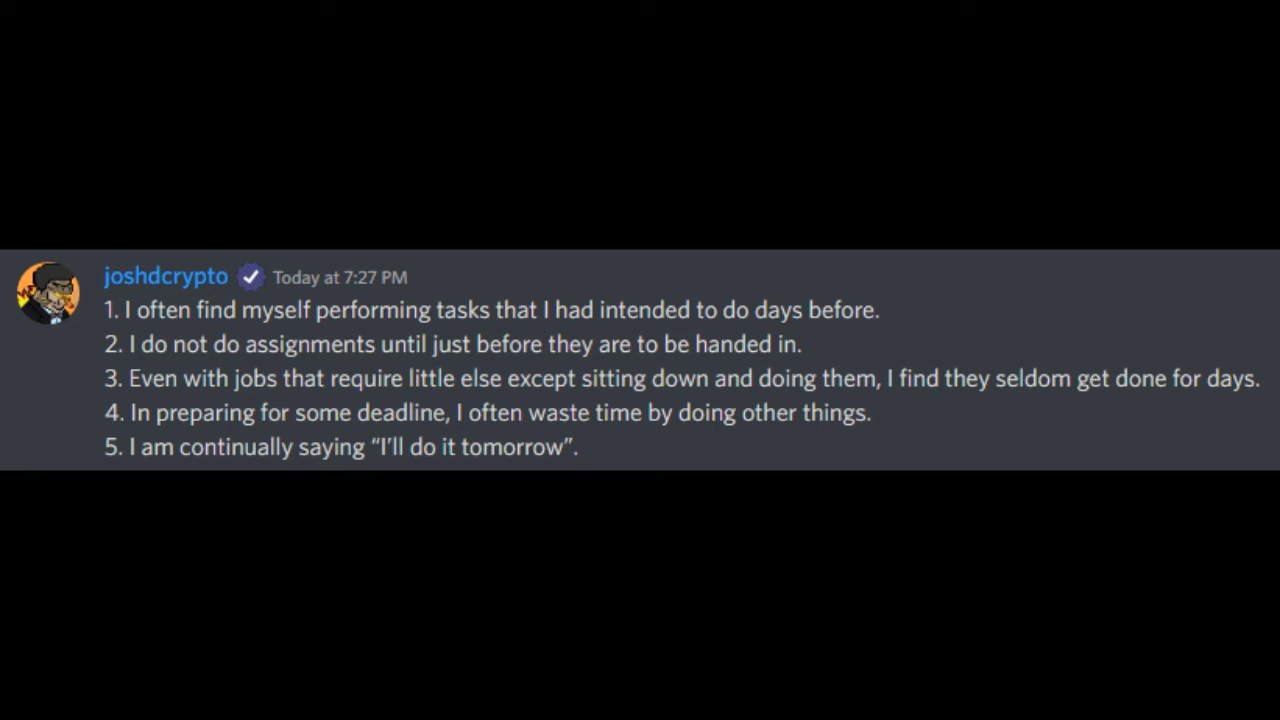 joshdcrypto Today at 7:27 PM
1. I often find myself performing tasks that I had intended to do days before.
2. I do not do assignments until just before they are to be handed in.
3. Even with jobs that require little else except sitting down and doing them, I find they seldom get done for days.
4. In preparing for some deadline, I often waste time by doing other things.
5. I am continually saying “I’ll do it tomorrow”.